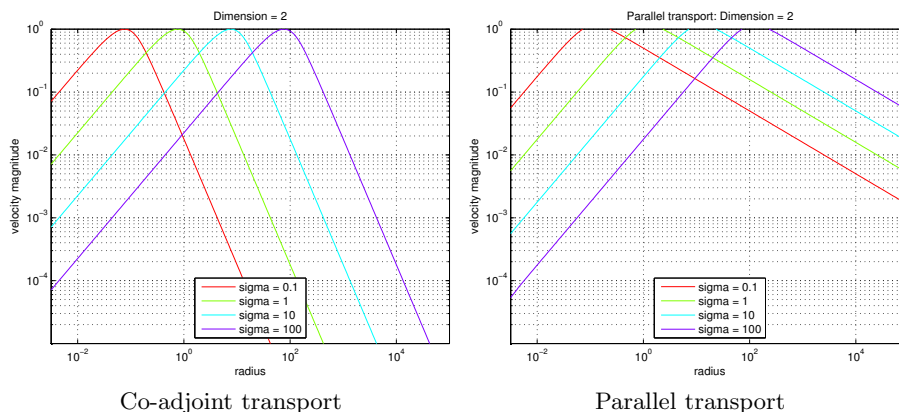 Dimension = 2
velocity magnitude
10^0
10^-1
10^-2
10^-3
10^-4
sigma = 0.1
sigma = 1
sigma = 10
sigma = 100
10^-2
10^0
10^2
10^4
radius
Co-adjoint transport
Parallel transport: Dimension = 2
velocity magnitude
10^0
10^-1
10^-2
10^-3
10^-4
sigma = 0.1
sigma = 1
sigma = 10
sigma = 100
10^-2
10^0
10^2
10^4
radius
Parallel transport